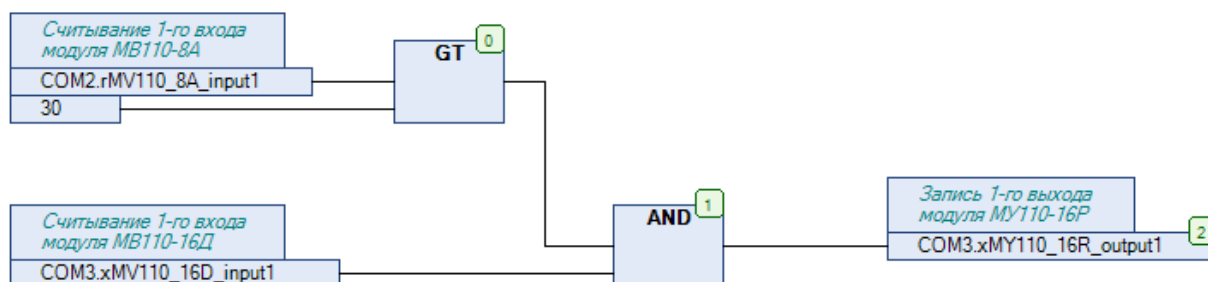 Считывание 1-го входа
модуля МВ110-8А
COM2.rMV110_8A_input1
30
GT
0
Считывание 1-го входа
модуля МВ110-16Д
COM3.xMV110_16D_input1
AND
1
Запись 1-го выхода
модуля МУ110-16Р
COM3.xMY110_16R_output1
2